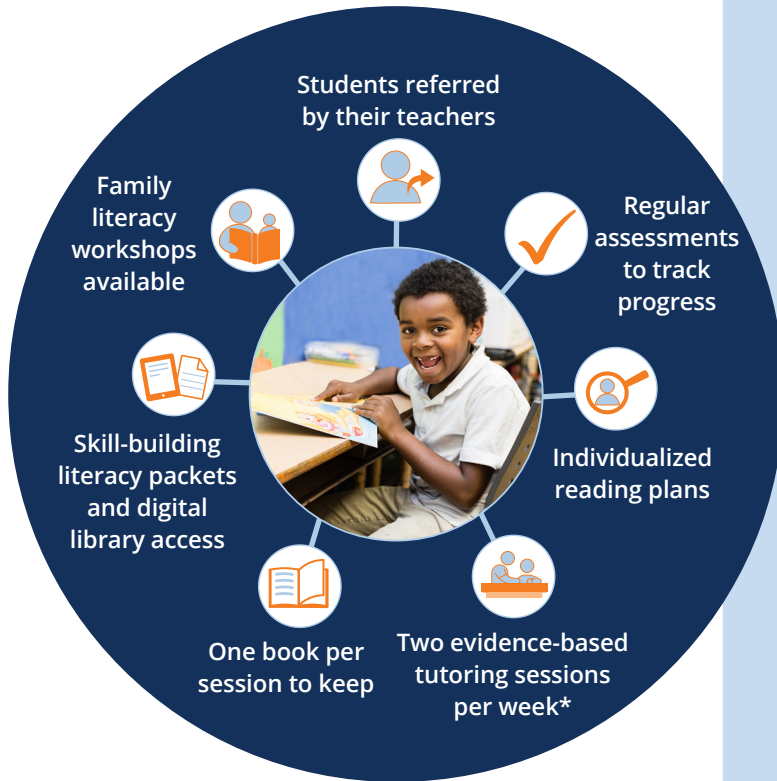 Students referred
by their teachers
Regular
assessments
to track
progress
Individualized
reading plans
Two evidence-based
tutoring sessions
per week*
One book per
session to keep
Skill-building
literacy packets
and digital
library access
Family
literacy
workshops
available